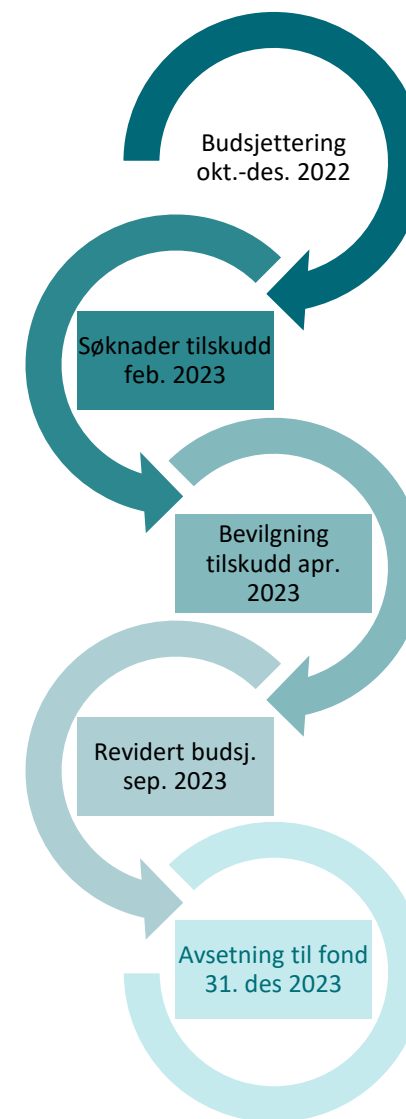 Budsjettering
okt.-des. 2022
Søknader tilskudd
feb. 2023
Bevilgning
tilskudd apr.
2023
Revidert budsj.
sep. 2023
Avsetning til fond
31. des 2023